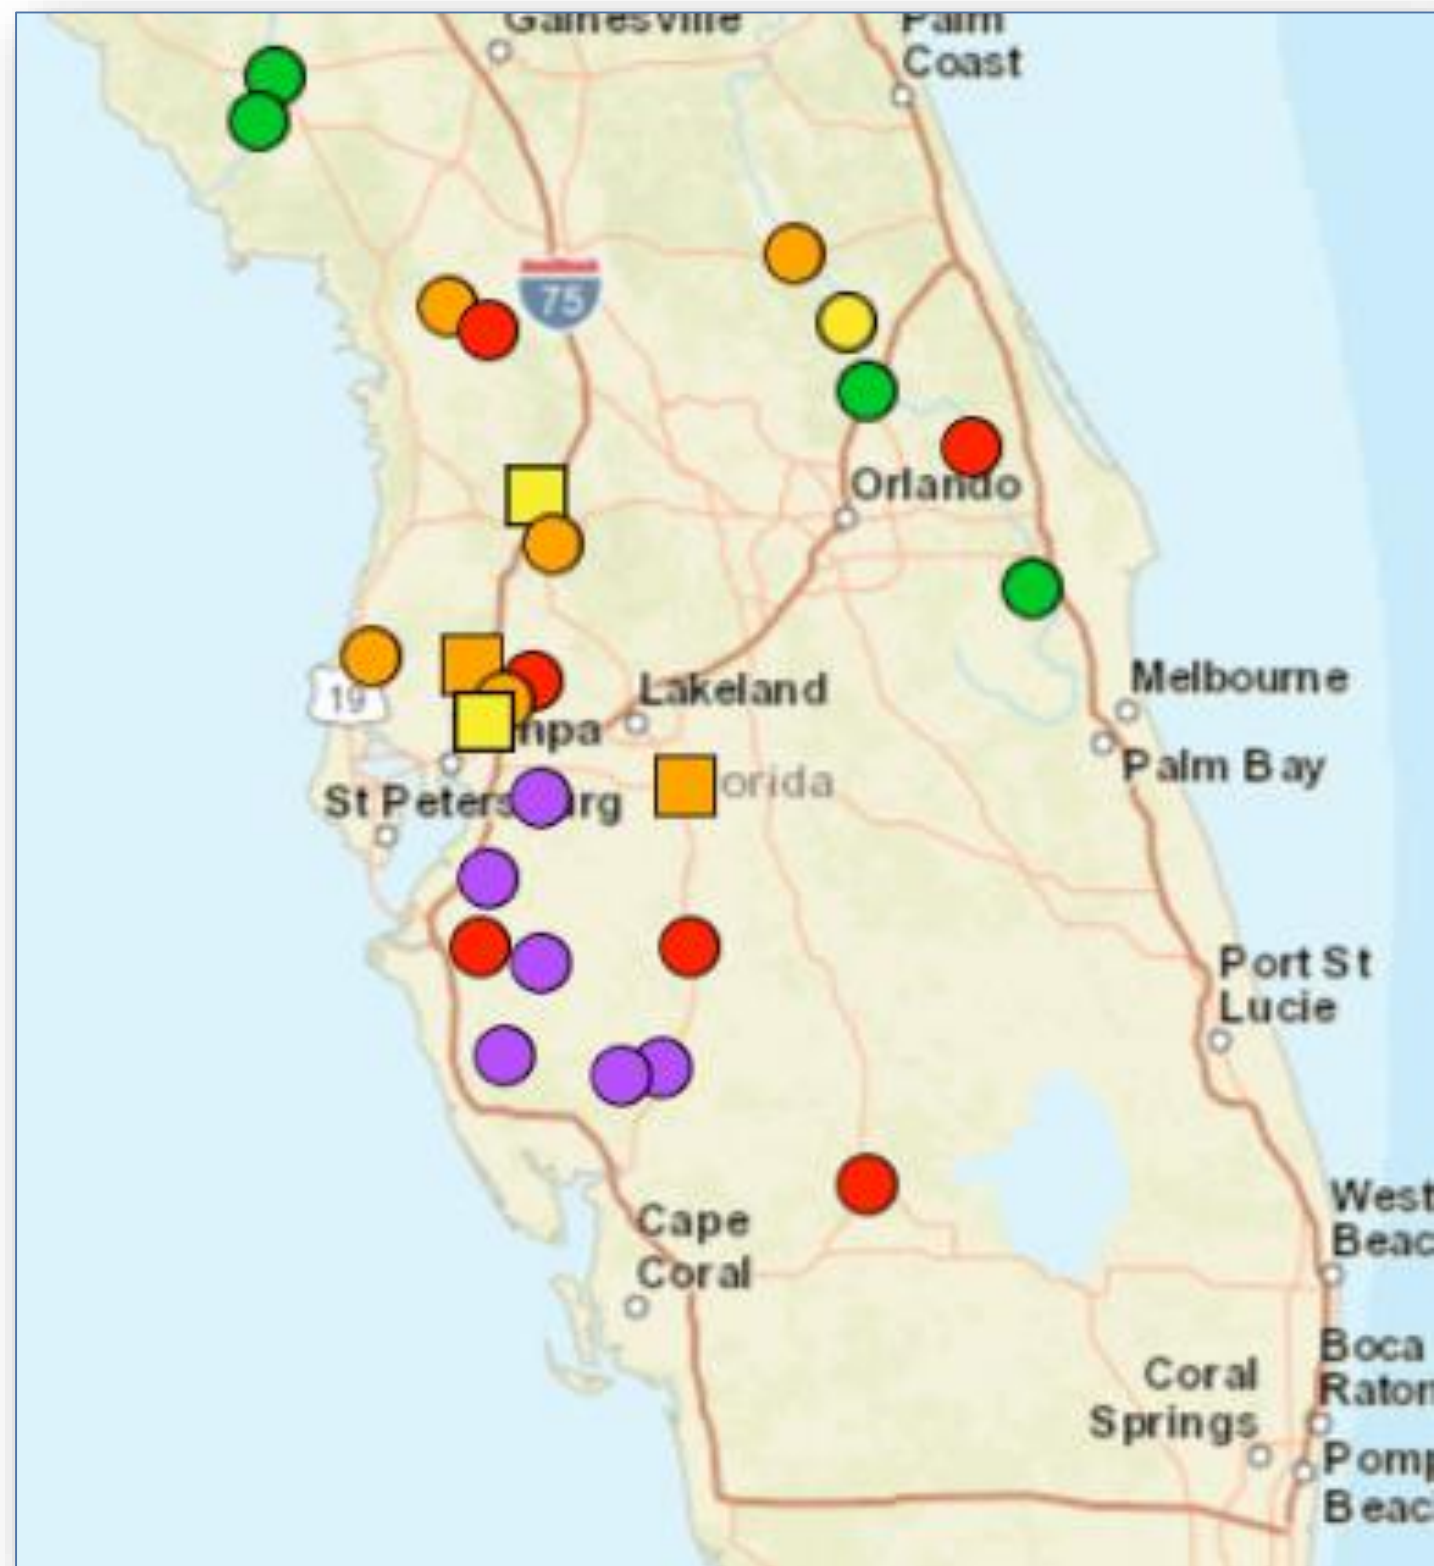 Gainesville
Palm
Coast
75
Orlando
19
Lakeland
Melbourne
mpa
Palm Bay
orida
St Peters rg
Port St
Lucie
West
Beac
Cape
Coral
Boca
Raton
Coral
Springs
Pomp
Beac